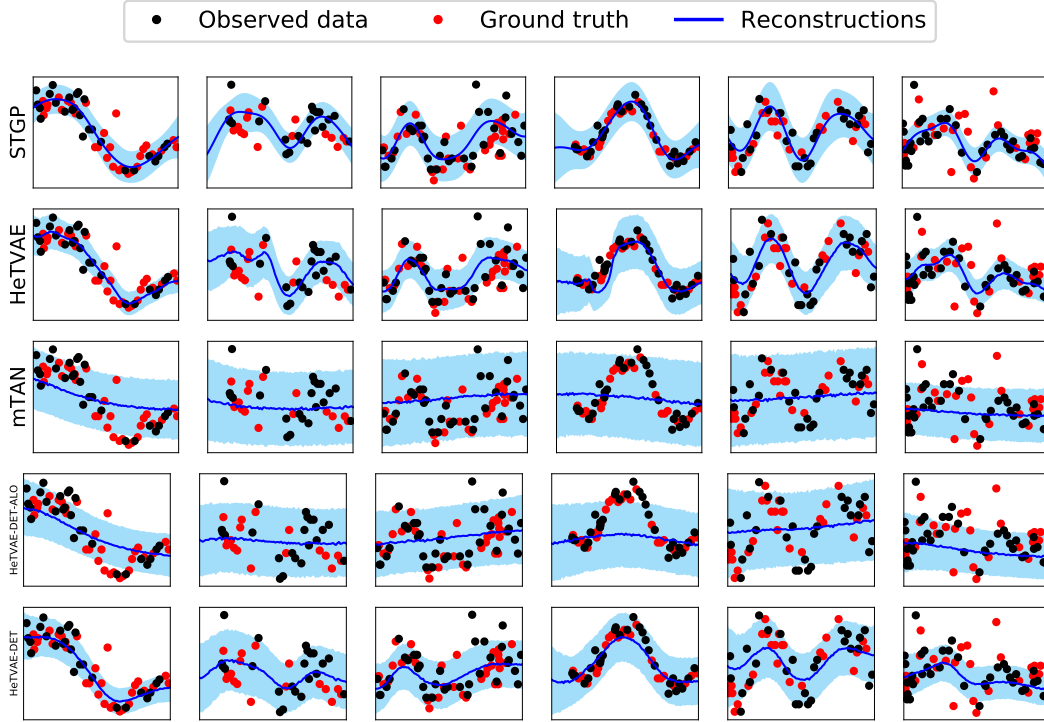 Observed data Ground truth Reconstructions
STGP
HeTVAE
mTAN
HeTVAE-DET-ALO
HeTVAE-DET